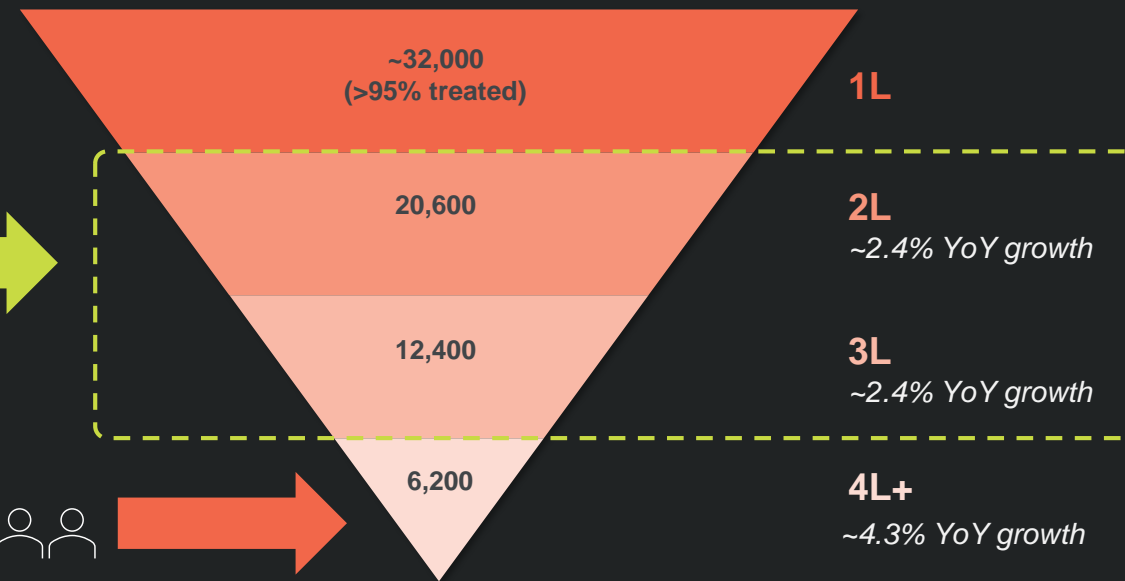 ~32,000
(>95% treated)
1L
20,600
2L
~2.4% YoY growth
12,400
3L
~2.4% YoY growth
6,200
4L+
~4.3% YoY growth